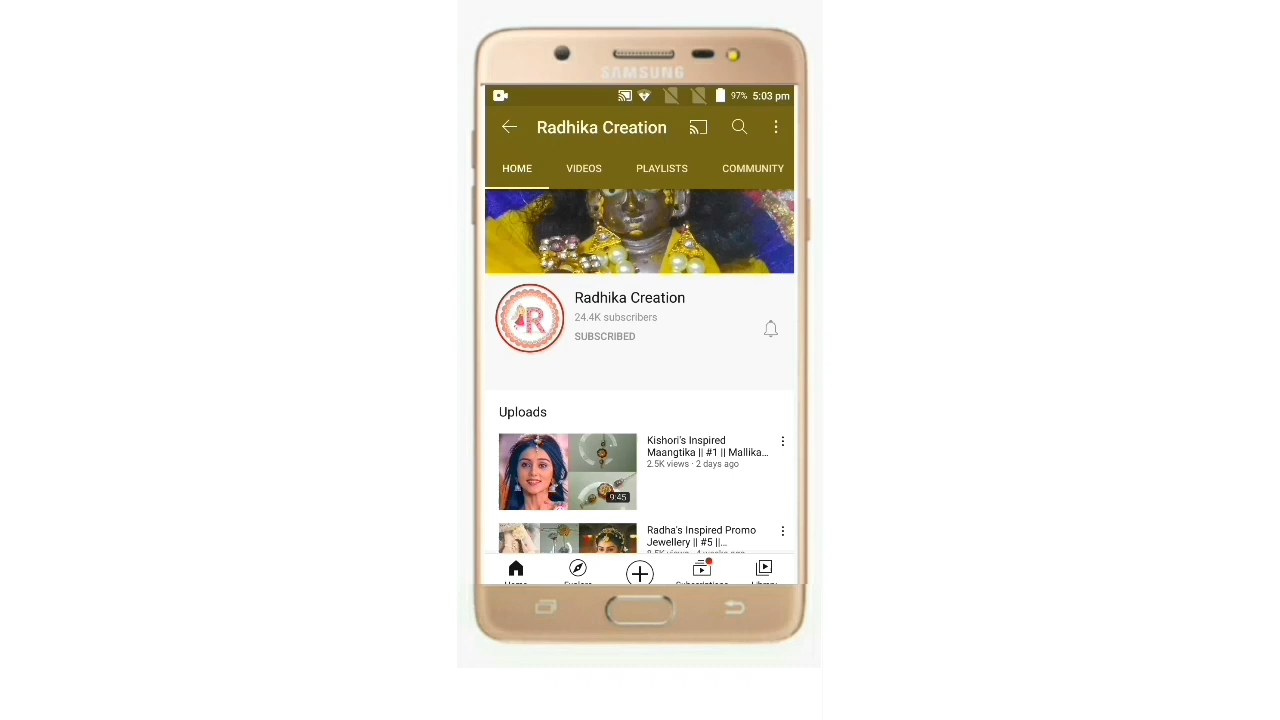 SAMSUNG
97% 5:03 pm
Radhika Creation
HOME VIDEOS PLAYLISTS COMMUNITY
R
Radhika Creation
24.4K subscribers
SUBSCRIBED
Uploads
Kishori's Inspired
Maangtika || #1 || Mallika...
2.5K views · 2 days ago
9:45
Radha's Inspired Promo
Jewellery || #5 ||...